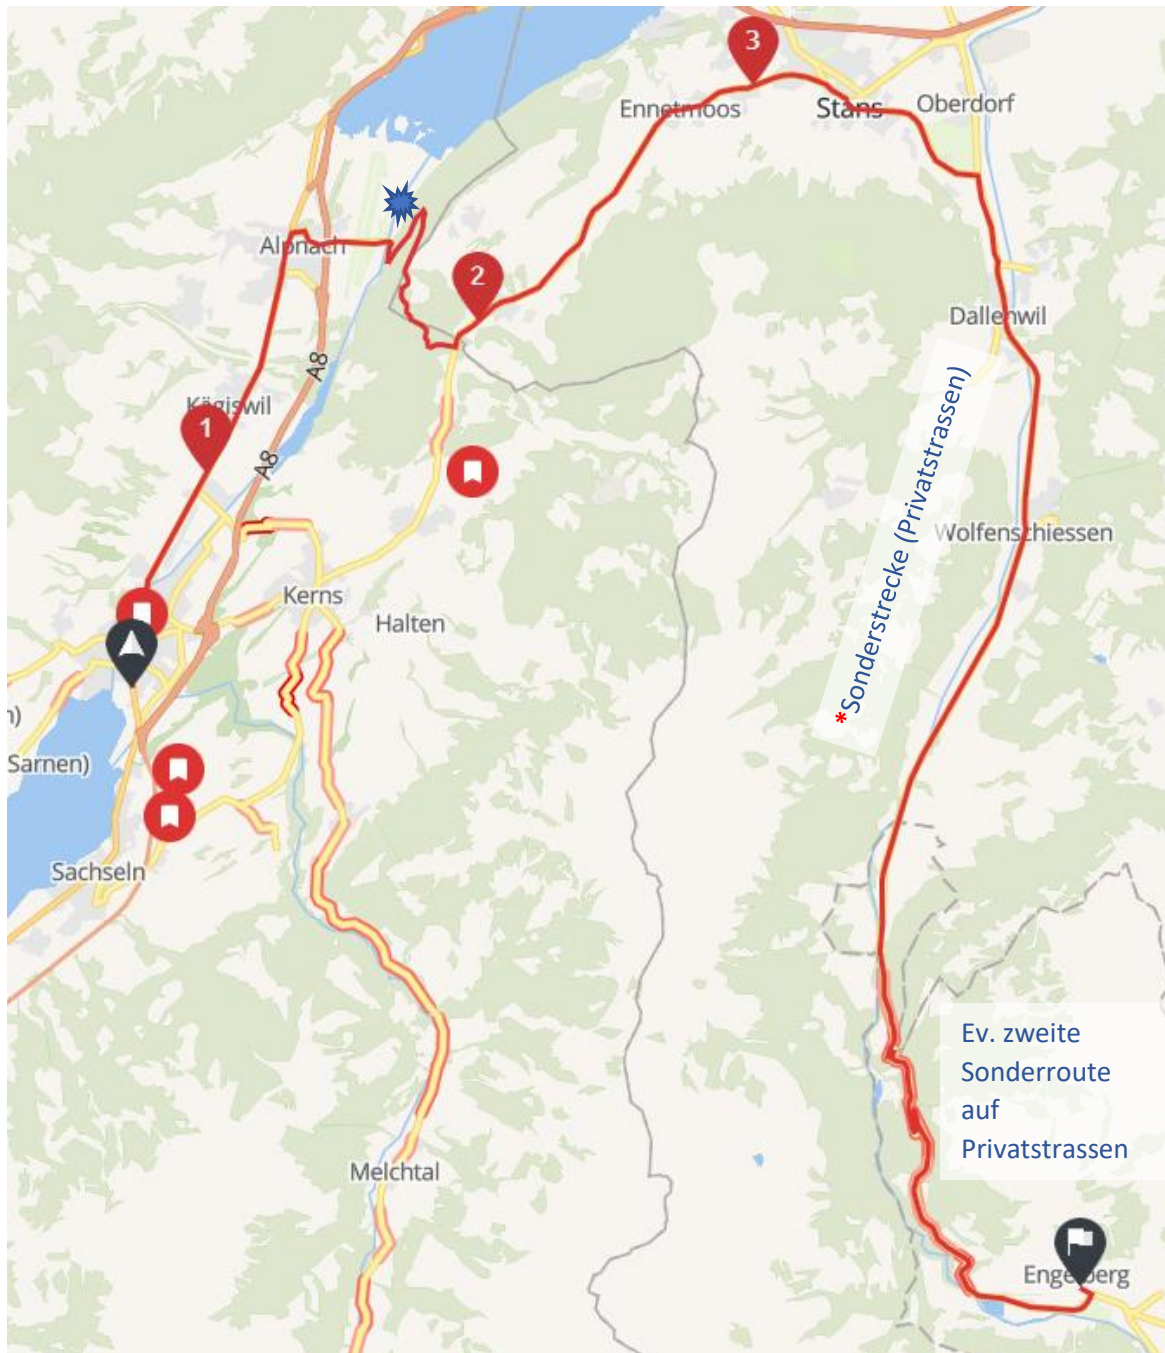 3
Ennetmoos
Stans
Oberdorf
Alpnach
2
Dallenwil
A8
Kägiswil
1
A8
*Sonderstrecke (Privatstrassen)
Wolfenschiessen
Kerns
Halten
n)
Sarnen)
Sachseln
Ev. zweite
Sonderroute
auf
Privatstrassen
Melchtal
Engelberg